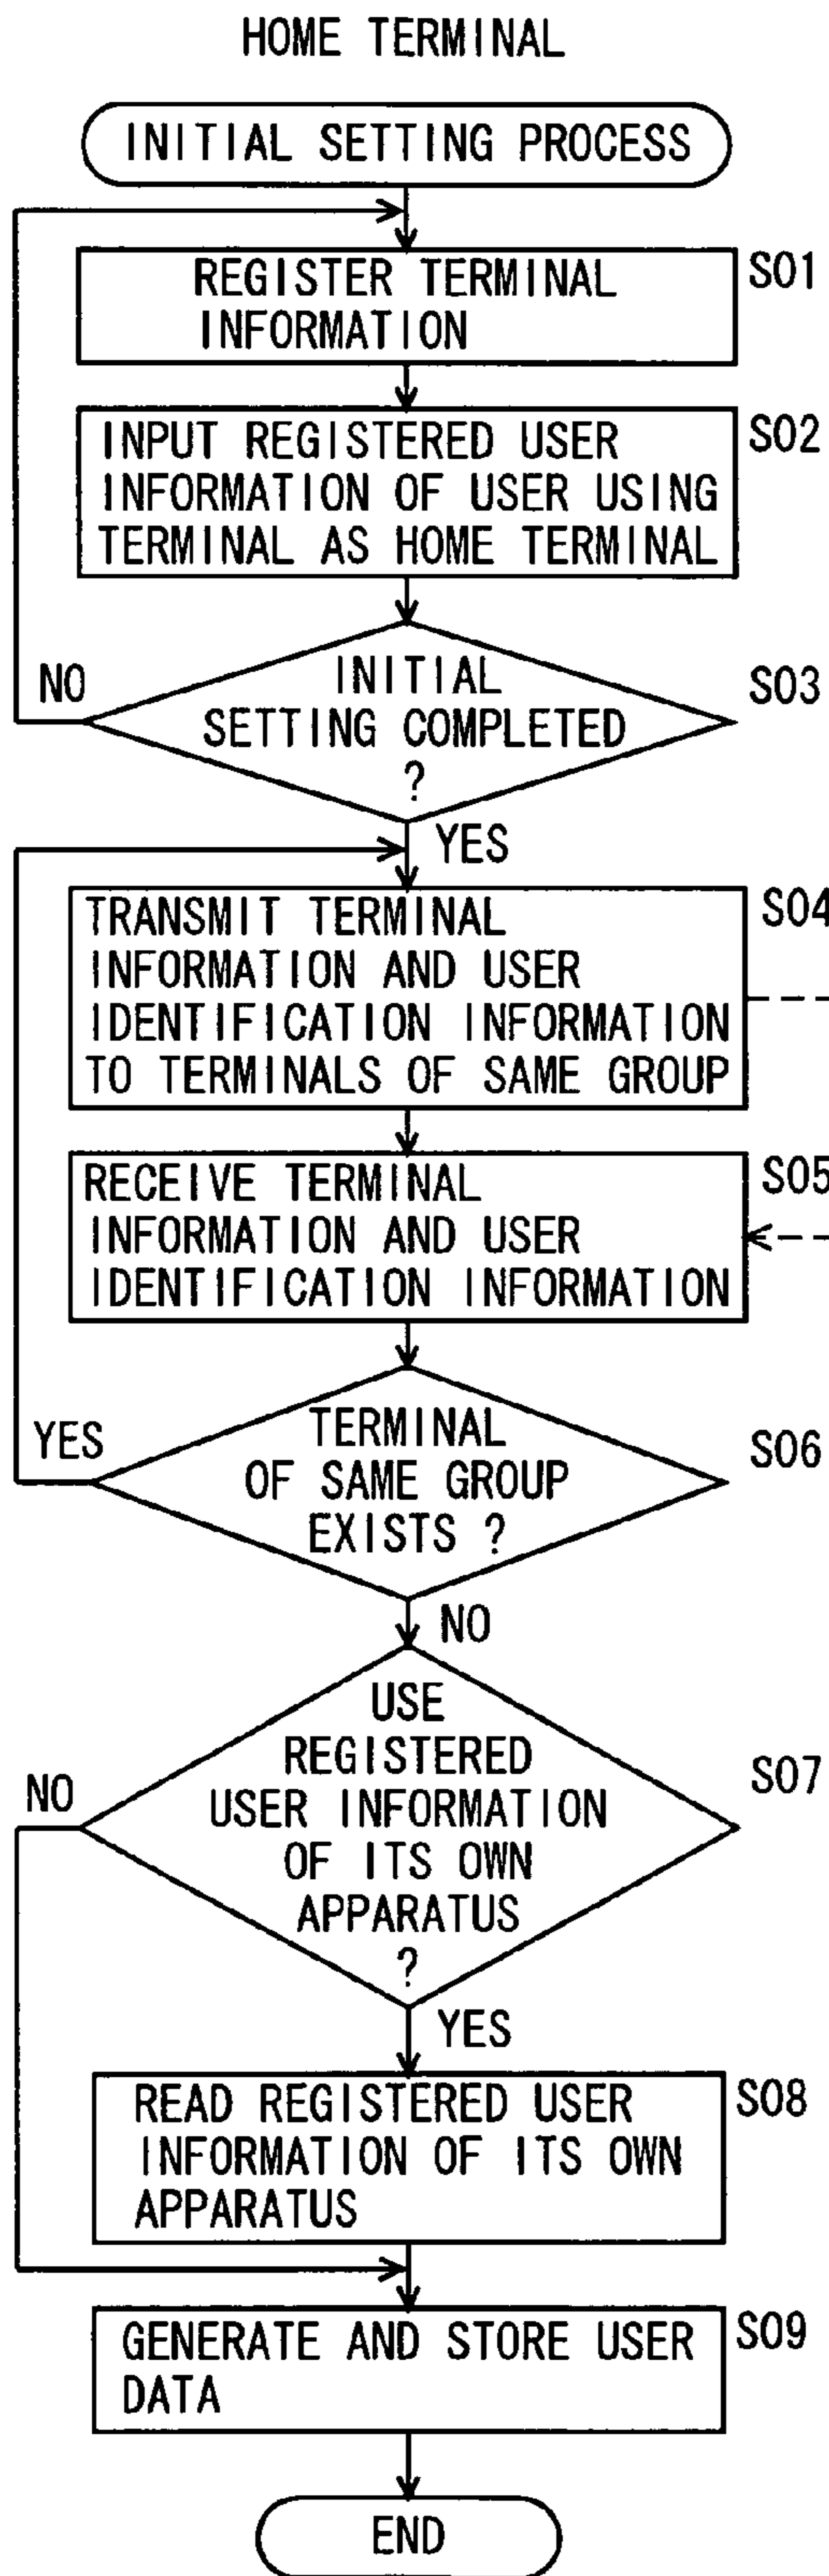 HOME TERMINAL
INITIAL SETTING PROCESS
REGISTER TERMINAL
INFORMATION
S01
INPUT REGISTERED USER
INFORMATION OF USER USING
TERMINAL AS HOME TERMINAL
S02
INITIAL
SETTING COMPLETED
?
S03
NO
YES
TRANSMIT TERMINAL
INFORMATION AND USER
IDENTIFICATION INFORMATION
TO TERMINALS OF SAME GROUP
S04
RECEIVE TERMINAL
INFORMATION AND USER
IDENTIFICATION INFORMATION
S05
TERMINAL
OF SAME GROUP
EXISTS ?
S06
YES
NO
USE
REGISTERED
USER INFORMATION
OF ITS OWN
APPARATUS
?
S07
NO
YES
READ REGISTERED USER
INFORMATION OF ITS OWN
APPARATUS
S08
GENERATE AND STORE USER
DATA
S09
END